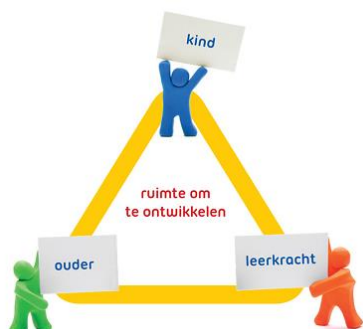 kind
ruimte om
te ontwikkelen
ouder
leerkracht